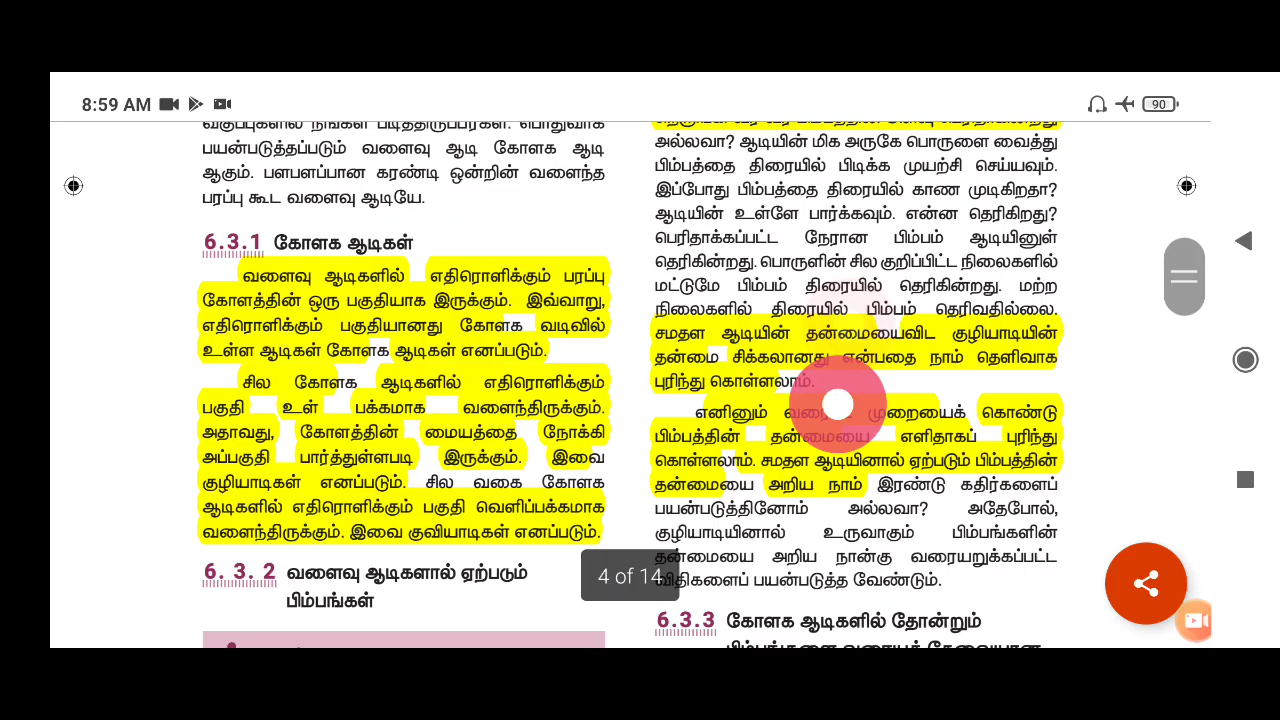 8:59 AM
90
வகுப்புகளில் நீங்கள் படித்திருப்பீர்கள். பொதுவாக
பயன்படுத்தப்படும் வளைவு ஆடி கோளக ஆடி
ஆகும். பளபளப்பான கரண்டி ஒன்றின் வளைந்த
பரப்பு கூட வளைவு ஆடியே.
6.3.1 கோளக ஆடிகள்
வளைவு ஆடிகளில் எதிரொளிக்கும் பரப்பு
கோளத்தின் ஒரு பகுதியாக இருக்கும். இவ்வாறு,
எதிரொளிக்கும் பகுதியானது கோளக வடிவில்
உள்ள ஆடிகள் கோளக ஆடிகள் எனப்படும்.
சில கோளக ஆடிகளில் எதிரொளிக்கும்
பகுதி உள் பக்கமாக வளைந்திருக்கும்.
அதாவது, கோளத்தின் மையத்தை நோக்கி
அப்பகுதி பார்த்துள்ளபடி இருக்கும். இவை
குழியாடிகள் எனப்படும். சில வகை கோளக
ஆடிகளில் எதிரொளிக்கும் பகுதி வெளிப்பக்கமாக
வளைந்திருக்கும். இவை குவியாடிகள் எனப்படும்.
6. 3. 2 வளைவு ஆடிகளால் ஏற்படும்
பிம்பங்கள்
அல்லவா? ஆடியின் மிக அருகே பொருளை வைத்து
பிம்பத்தை திரையில் பிடிக்க முயற்சி செய்யவும்.
இப்போது பிம்பத்தை திரையில் காண முடிகிறதா?
ஆடியின் உள்ளே பார்க்கவும். என்ன தெரிகிறது?
பெரிதாக்கப்பட்ட நேரான பிம்பம் ஆடியினுள்
தெரிகின்றது. பொருளின் சில குறிப்பிட்ட நிலைகளில்
மட்டுமே பிம்பம் திரையில் தெரிகின்றது. மற்ற
நிலைகளில் திரையில் பிம்பம் தெரிவதில்லை.
சமதள ஆடியின் தன்மையைவிட குழியாடியின்
தன்மை சிக்கலானது என்பதை நாம் தெளிவாக
புரிந்து கொள்ளலாம்.
எனினும் முறையைக் கொண்டு
பிம்பத்தின் தன்மையை எளிதாகப் புரிந்து
கொள்ளலாம். சமதள ஆடியினால் ஏற்படும் பிம்பத்தின்
தன்மையை அறிய நாம் இரண்டு கதிர்களைப்
பயன்படுத்தினோம் அல்லவா? அதேபோல்,
குழியாடியினால் உருவாகும் பிம்பங்களின்
தன்மையை அறிய நான்கு வரையறுக்கப்பட்ட
விதிகளைப் பயன்படுத்த வேண்டும்.
4 of 14
6.3.3 கோளக ஆடிகளில் தோன்றும்